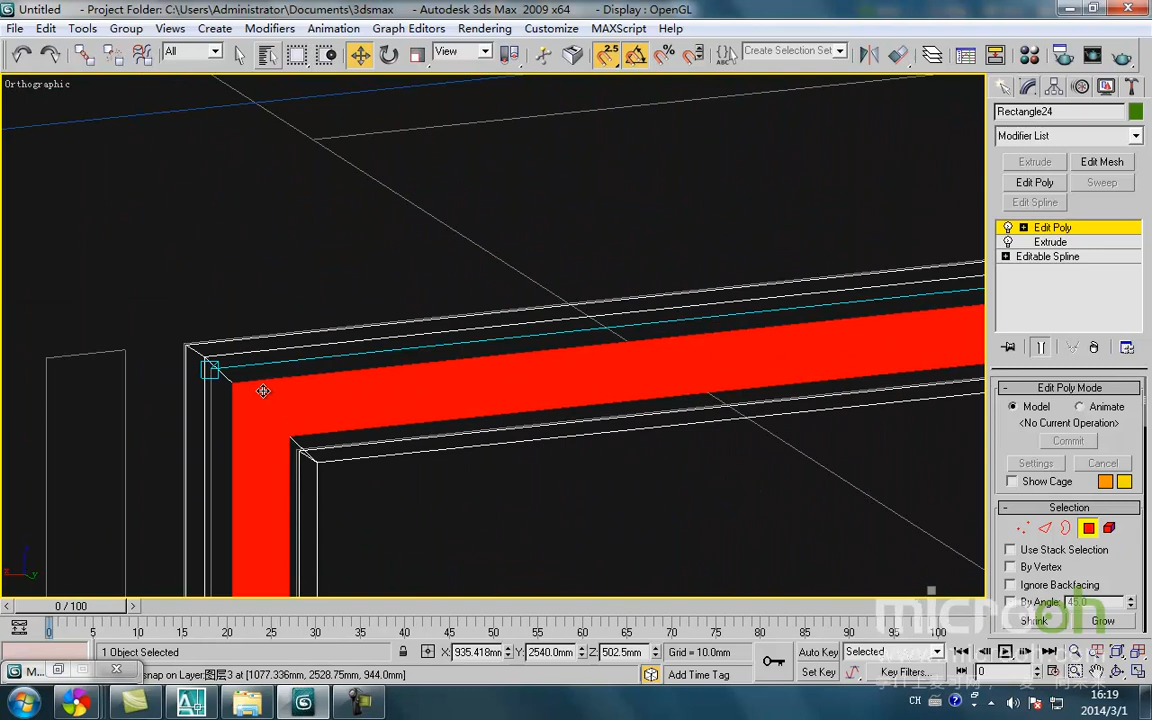 Untitled    - Project Folder: C:\Users\Administrator\Documents\3dsmax    - Autodesk 3ds Max  2009 x64    - Display : OpenGL
File Edit Tools Group Views Create Modifiers Animation Graph Editors Rendering Customize MAXScript Help
All View 2.5 Create Selection Set
Orthographic
Rectangle24
Modifier List
Extrude Edit Mesh
Edit Poly Sweep
Edit Spline
Edit Poly
Extrude
Editable Spline
Edit Poly Mode
Model Animate
<No Current Operation>
Commit
Settings Cancel
Show Cage
Selection
Use Stack Selection
By Vertex
Ignore Backfacing
By Angle: 45.0
Shrink Grow
0 / 100
0 5 10 15 20 25 30 35 40 45 50 55 60 65 70 75 80 85 90 95 100
1 Object Selected X: 935.418mm Y: 2540.0mm Z: 502.5mm Grid = 10.0mm Auto Key Selected
M... snap on Layer:图层3 at [1077.336mm, 2528.75mm, 944.0mm] Add Time Tag Set Key Key Filters... 0
CH 16:19
2014/3/1